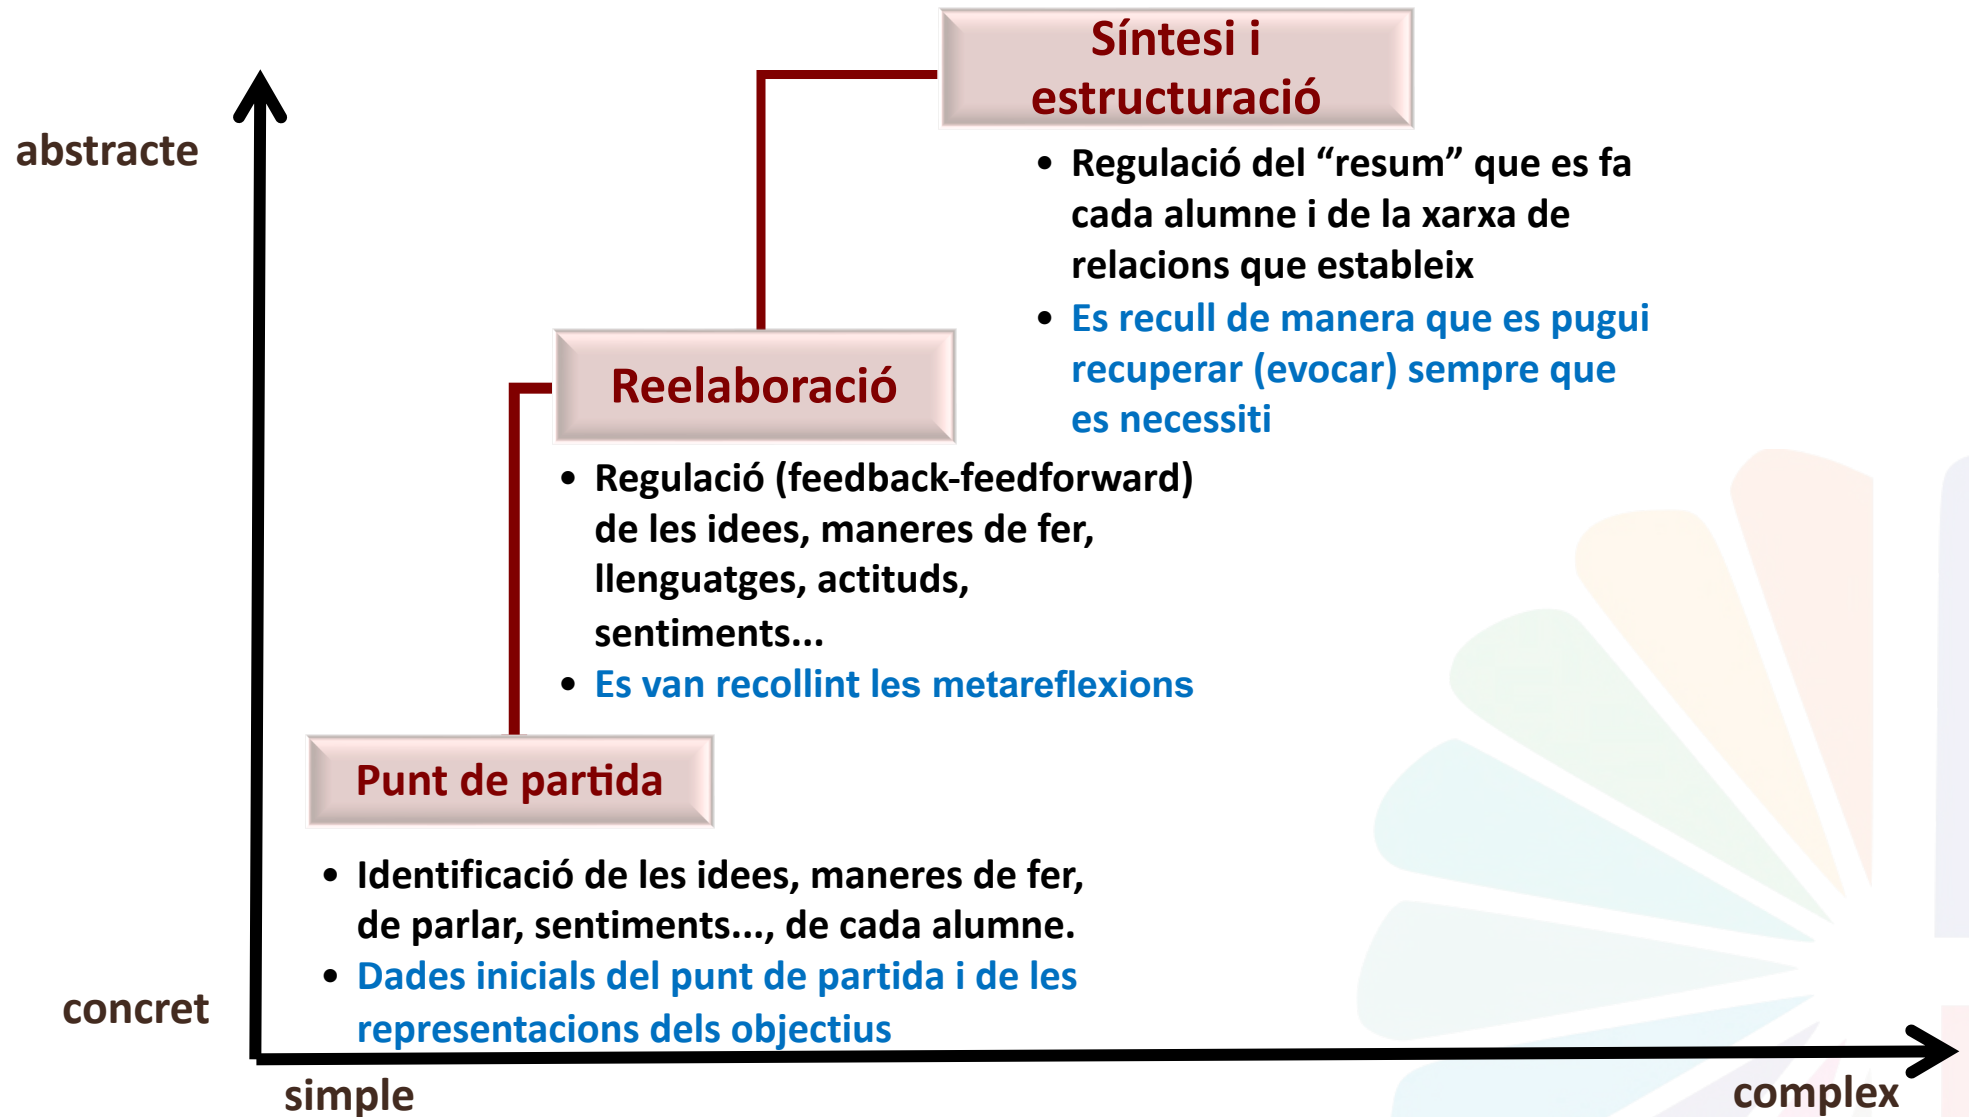 Síntesi i
estructuració
abstracte
• Regulació del “resum” que es fa
cada alumne i de la xarxa de
relacions que estableix
• Es recull de manera que es pugui
recuperar (evocar) sempre que
es necessiti
Reelaboració
• Regulació (feedback-feedforward)
de les idees, maneres de fer,
llenguatges, actituds,
sentiments...
• Es van recollint les metareflexions
Punt de partida
• Identificació de les idees, maneres de fer,
de parlar, sentiments..., de cada alumne.
• Dades inicials del punt de partida i de les
representacions dels objectius
concret
simple
complex